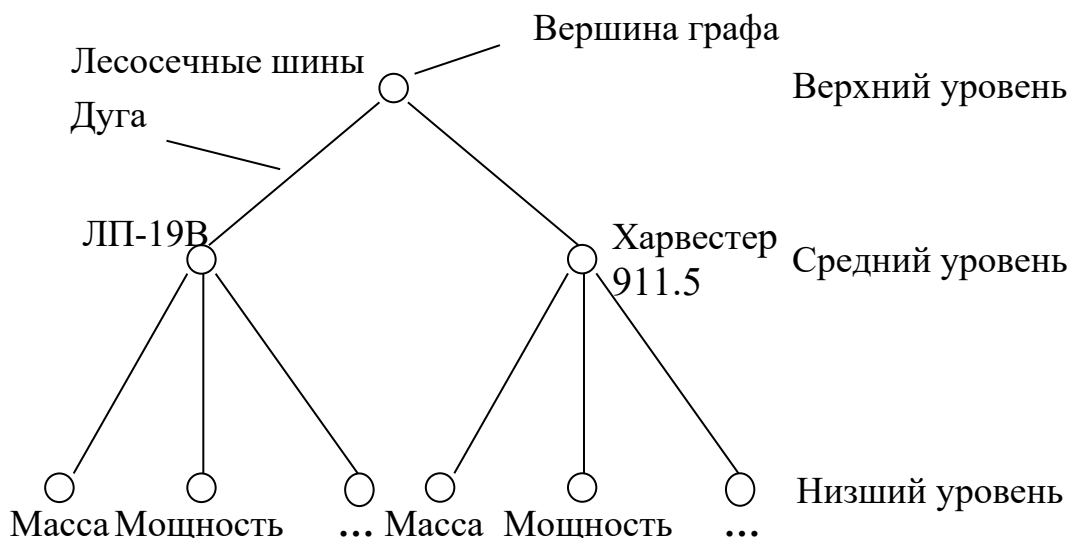 Вершина графа
Лесосечные шины
Верхний уровень
Дуга
ЛП-19В
Харвестер
911.5
Средний уровень
Низший уровень
Масса Мощность ... Масса Мощность ...